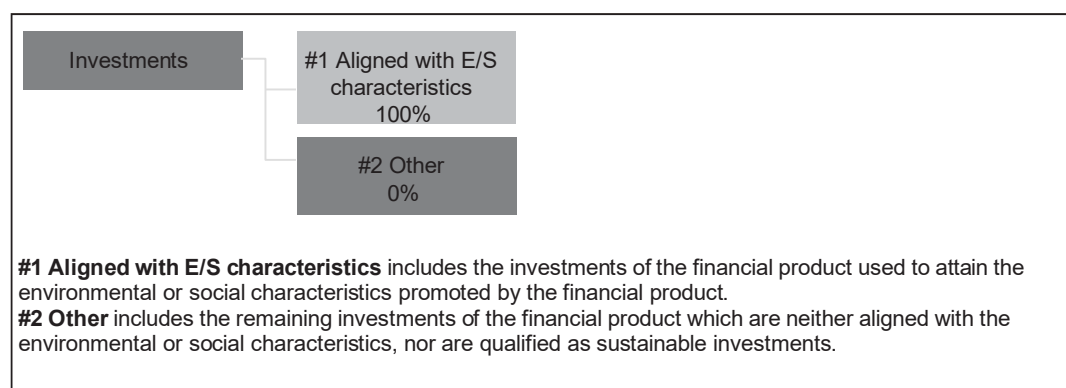 Investments
#1 Aligned with E/S
characteristics
100%
#2 Other
0%
#1 Aligned with E/S characteristics includes the investments of the financial product used to attain the
environmental or social characteristics promoted by the financial product.
#2 Other includes the remaining investments of the financial product which are neither aligned with the
environmental or social characteristics, nor are qualified as sustainable investments.